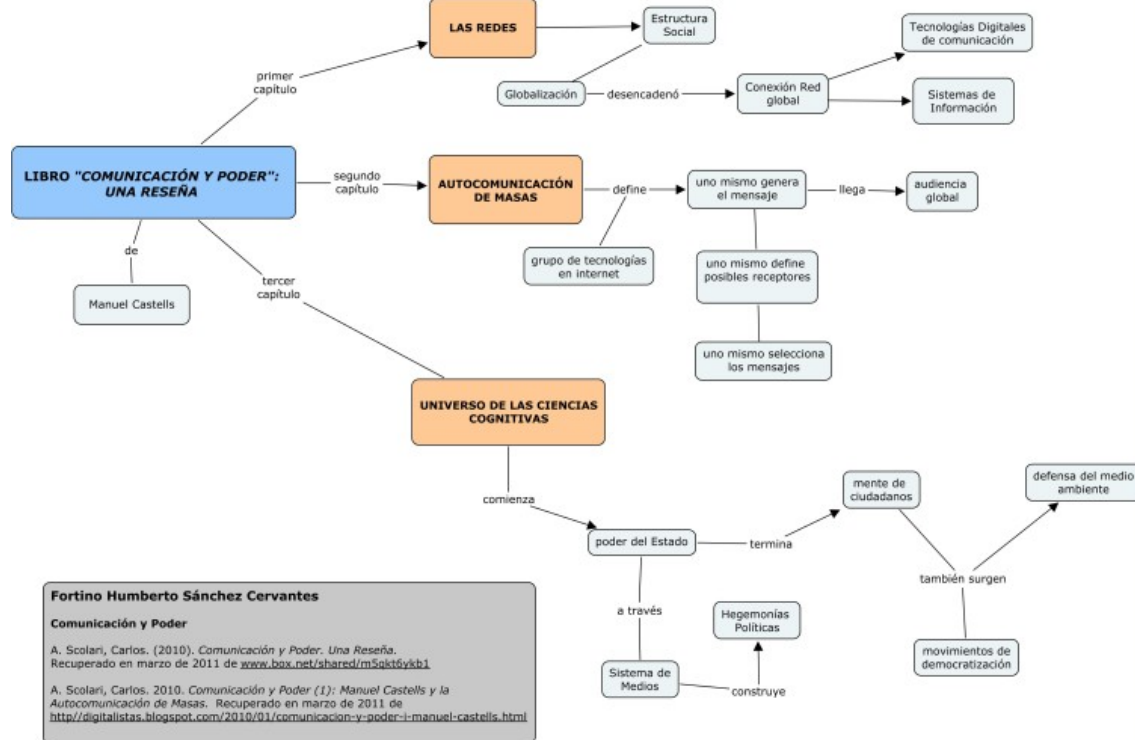 LAS REDES
Estructura
Social
Tecnologías Digitales
de comunicación
primer
capítulo
Globalización
desencadenó
Conexión Red
global
Sistemas de
Información
LIBRO "COMUNICACIÓN Y PODER":
UNA RESEÑA
segundo
capítulo
AUTOCOMUNICACIÓN
DE MASAS
define
uno mismo genera
el mensaje
llega
audiencia
global
de
Manuel Castells
grupo de tecnologías
en internet
uno mismo define
posibles receptores
tercer
capítulo
uno mismo selecciona
los mensajes
UNIVERSO DE LAS CIENCIAS
COGNITIVAS
comienza
poder del Estado
termina
mente de
ciudadanos
defensa del medio
ambiente
también surgen
a través
Hegemonías
Políticas
movimientos de
democratización
Sistema de
Medios
construye
Fortino Humberto Sánchez Cervantes
Comunicación y Poder
A. Scolari, Carlos. (2010). Comunicación y Poder. Una Reseña.
Recuperado en marzo de 2011 de www.box.net/shared/m5qkt6ykb1
A. Scolari, Carlos. 2010. Comunicación y Poder (1): Manuel Castells y la
Autocomunicación de Masas. Recuperado en marzo de 2011 de
http//digitalistas.blogspot.com/2010/01/comunicacion-y-poder-i-manuel-castells.html